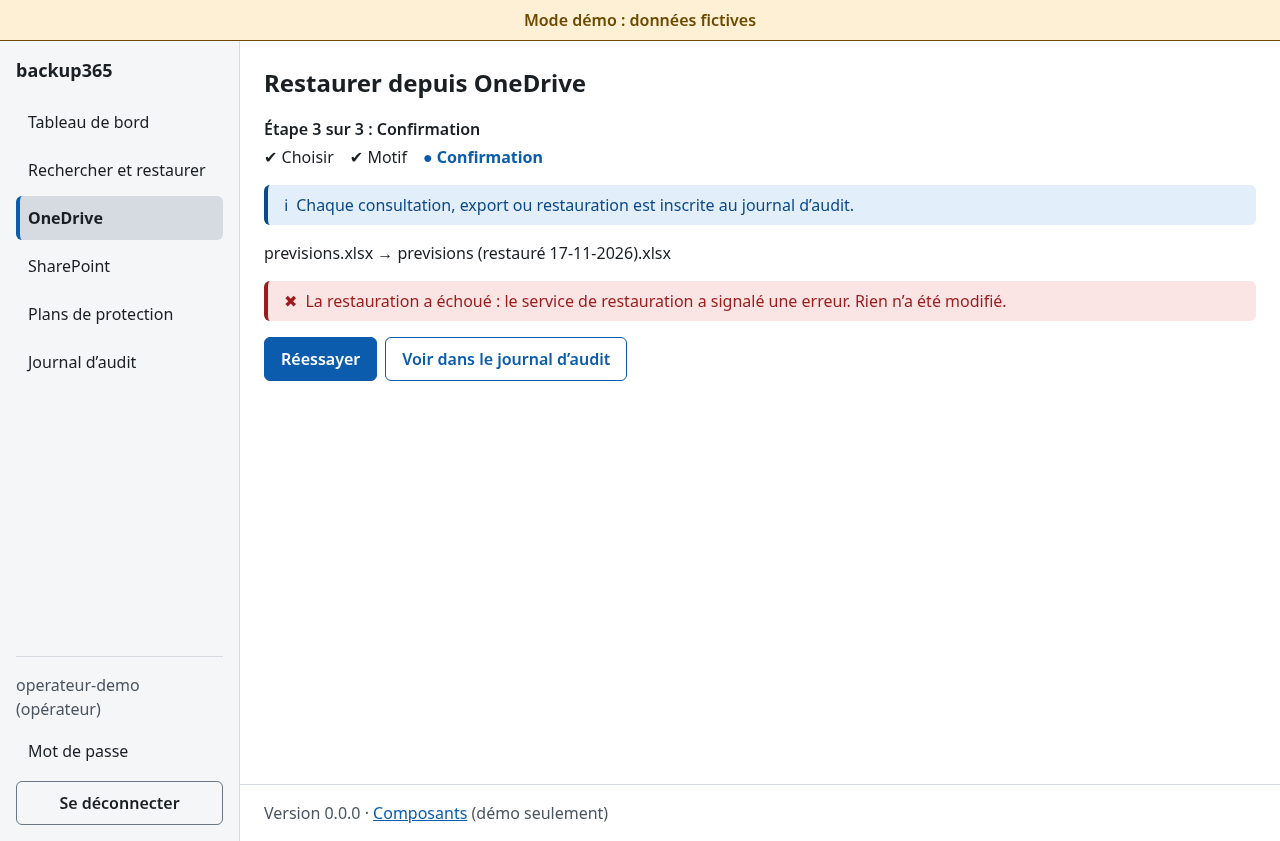 Mode démo : données fictives
backup365
Tableau de bord
Rechercher et restaurer
OneDrive
SharePoint
Plans de protection
Journal d’audit
operateur-demo
(opérateur)
Mot de passe
Se déconnecter
Restaurer depuis OneDrive
Étape 3 sur 3 : Confirmation
✔ Choisir ✔ Motif ● Confirmation
i Chaque consultation, export ou restauration est inscrite au journal d’audit.
previsions.xlsx → previsions (restauré 17-11-2026).xlsx
✖ La restauration a échoué : le service de restauration a signalé une erreur. Rien n’a été modifié.
Réessayer
Voir dans le journal d’audit
Version 0.0.0 · Composants (démo seulement)